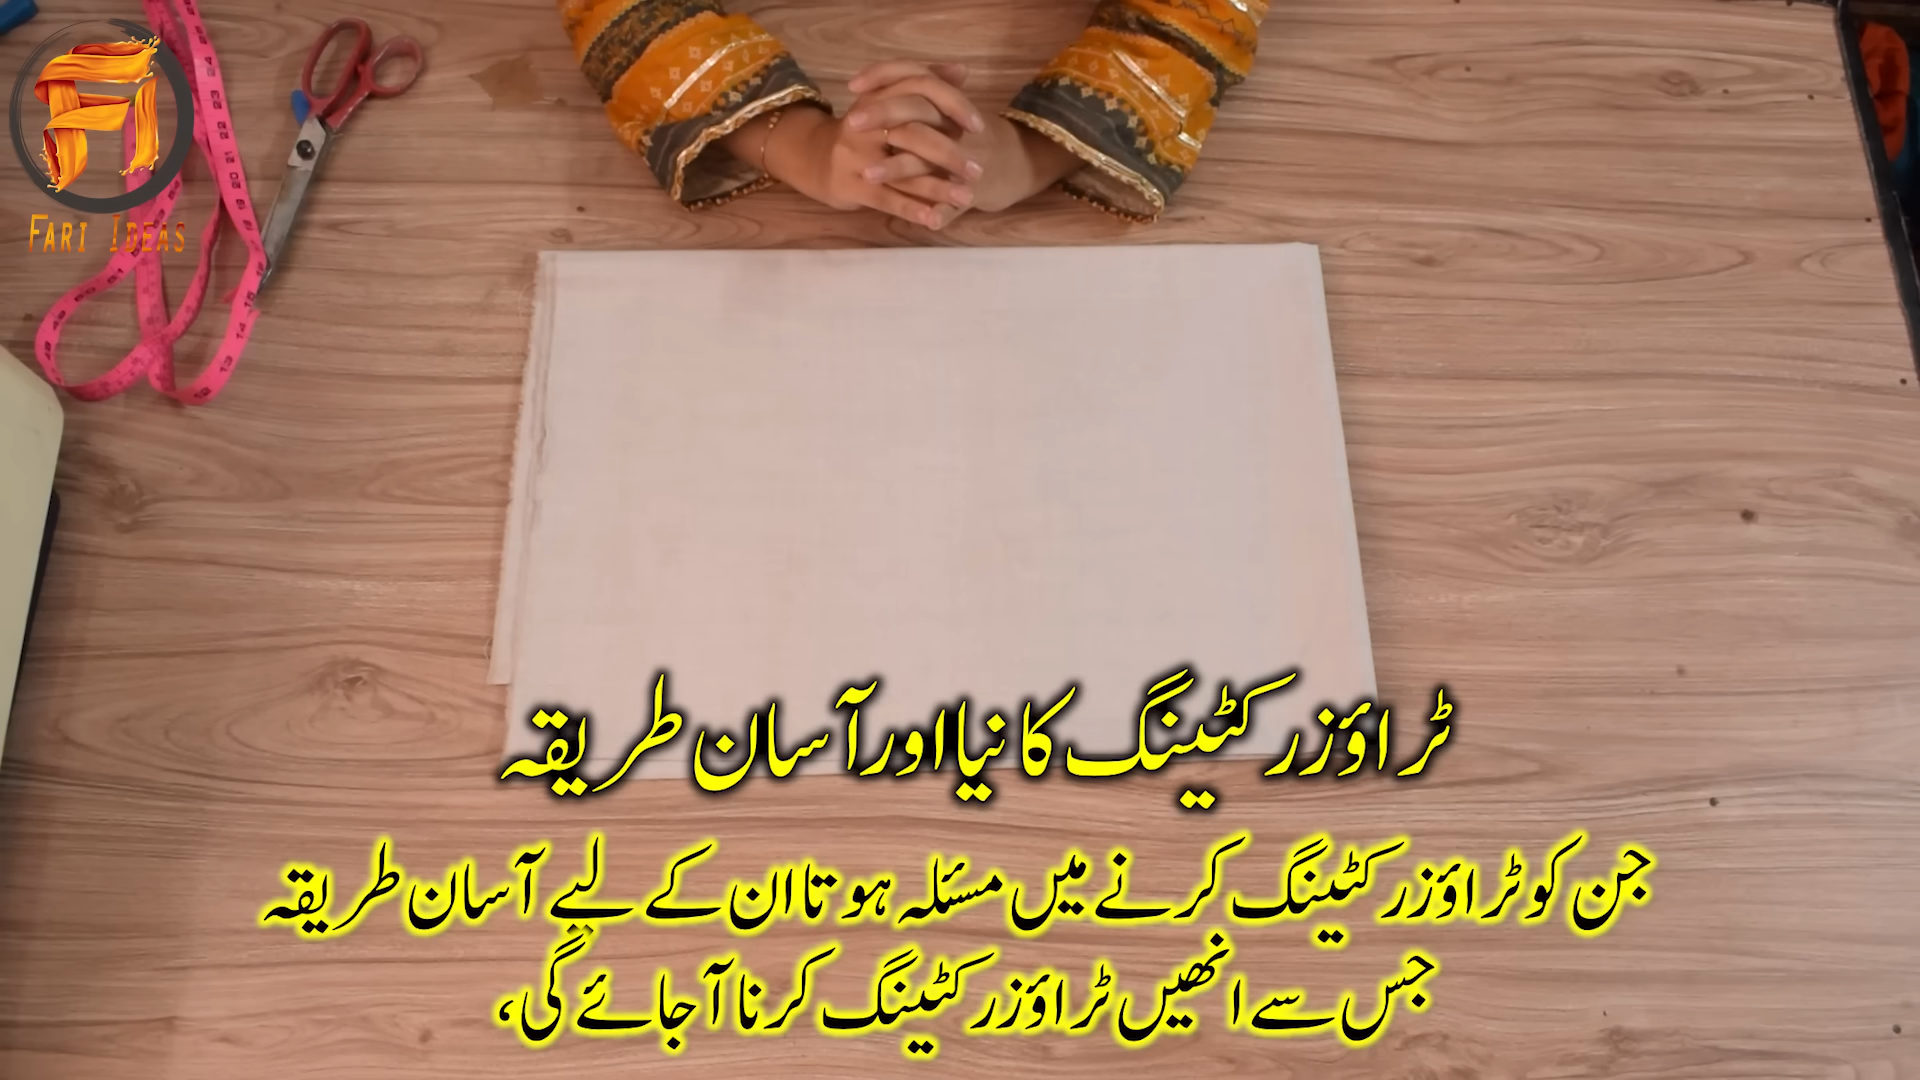 Fari Ideas
ٹراؤزر کٹینگ کا نیا اور آسان طریقہ
جن کو ٹراؤزر کٹینگ کرنے میں مسئلہ ہوتا ان کے لیے آسان طریقہ
جس سے انھیں ٹراؤزر کٹینگ کرنا آجائے گی،